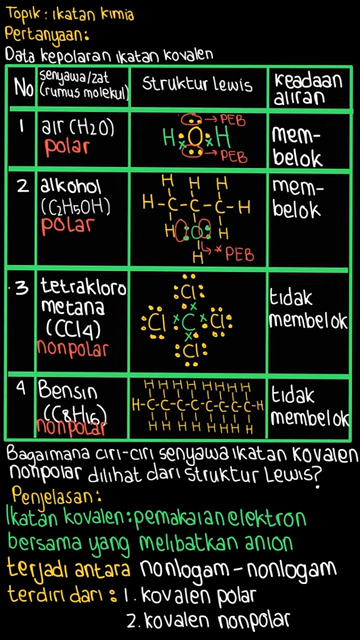 Topik: ikatan kimia
Pertanyaan:
Data kepolaran ikatan kovalen
No senyawa/zat (rumus molekul) Struktur lewis keadaan aliran
1 air (H2O) polar H O H PEB PEB mem-belok
2 alkohol (C2H5OH) polar mem-belok
H H H
H-C-C-C-H
H O H
H PEB
3 tetrakloro metana (CCl4) nonpolar tidak membelok
Cl
Cl C Cl
Cl
4 Bensin (C8H16) nonpolar tidak membelok
H H H H H H H H
H-C-C-C-C-C-C-C-C-H
H H H H H H H H
Bagaimana ciri-ciri senyawa ikatan kovalen
nonpolar dilihat dari struktur Lewis?
Penjelasan:
Ikatan kovalen: pemakaian elektron
bersama yang melibatkan anion
terjadi antara nonlogam-nonlogam
terdiri dari: 1. kovalen polar
2. kovalen nonpolar